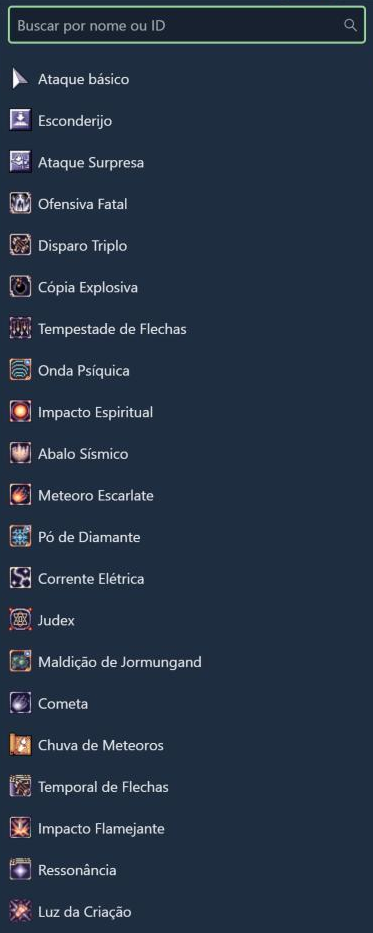 Buscar por nome ou ID
Ataque básico
Esconderijo
Ataque Surpresa
Ofensiva Fatal
Disparo Triplo
Cópia Explosiva
Tempestade de Flechas
Onda Psíquica
Impacto Espiritual
Abalo Sísmico
Meteoro Escarlate
Pó de Diamante
Corrente Elétrica
Judex
Maldição de Jormungand
Cometa
Chuva de Meteoros
Temporal de Flechas
Impacto Flamejante
Ressonância
Luz da Criação